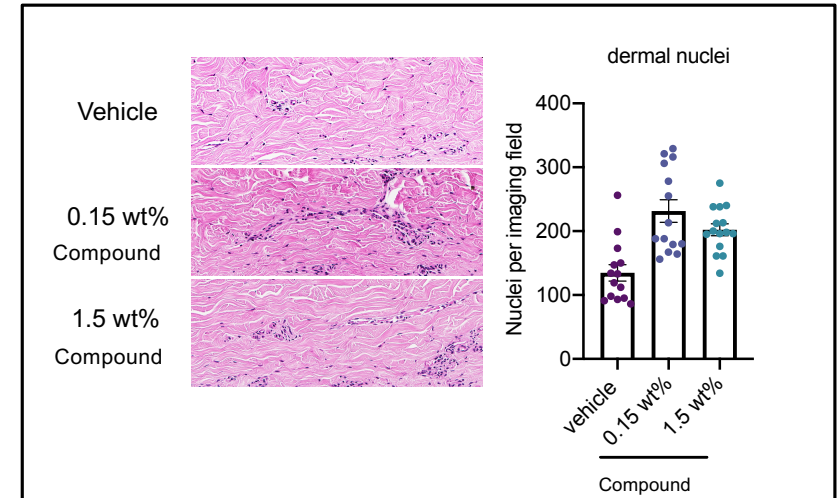 Vehicle
0.15 wt%
Compound
1.5 wt%
Compound
dermal nuclei
Nuclei per imaging field
400
300
200
100
0
vehicle
0.15 wt%
1.5 wt%
Compound